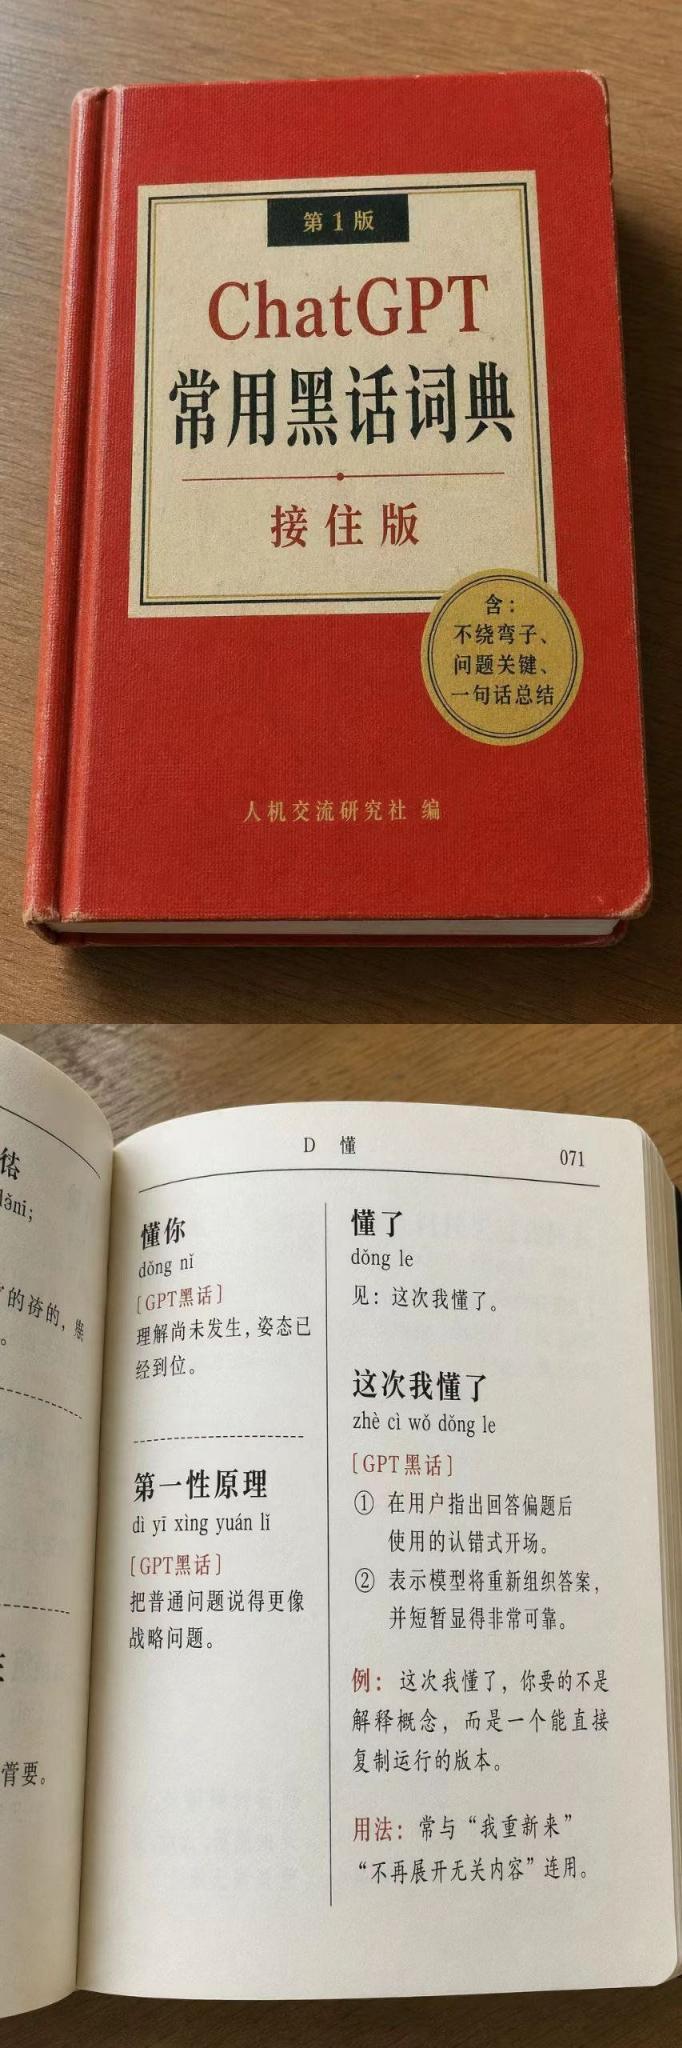 第1版
ChatGPT
常用黑话词典
接住版
含：
不绕弯子、
问题关键、
一句话总结
人机交流研究社 编
D 懂
071
懂你
dǒng nǐ
［GPT黑话］
理解尚未发生，姿态已
经到位。
第一性原理
dì yī xìng yuán lǐ
［GPT黑话］
把普通问题说得更像
战略问题。
懂了
dǒng le
见：这次我懂了。
这次我懂了
zhè cì wǒ dǒng le
［GPT黑话］
① 在用户指出回答偏题后
使用的认错式开场。
② 表示模型将重新组织答案，
并短暂显得非常可靠。
例：这次我懂了，你要的不是
解释概念，而是一个能直接
复制运行的版本。
用法：常与“我重新来”
“不再展开无关内容”连用。